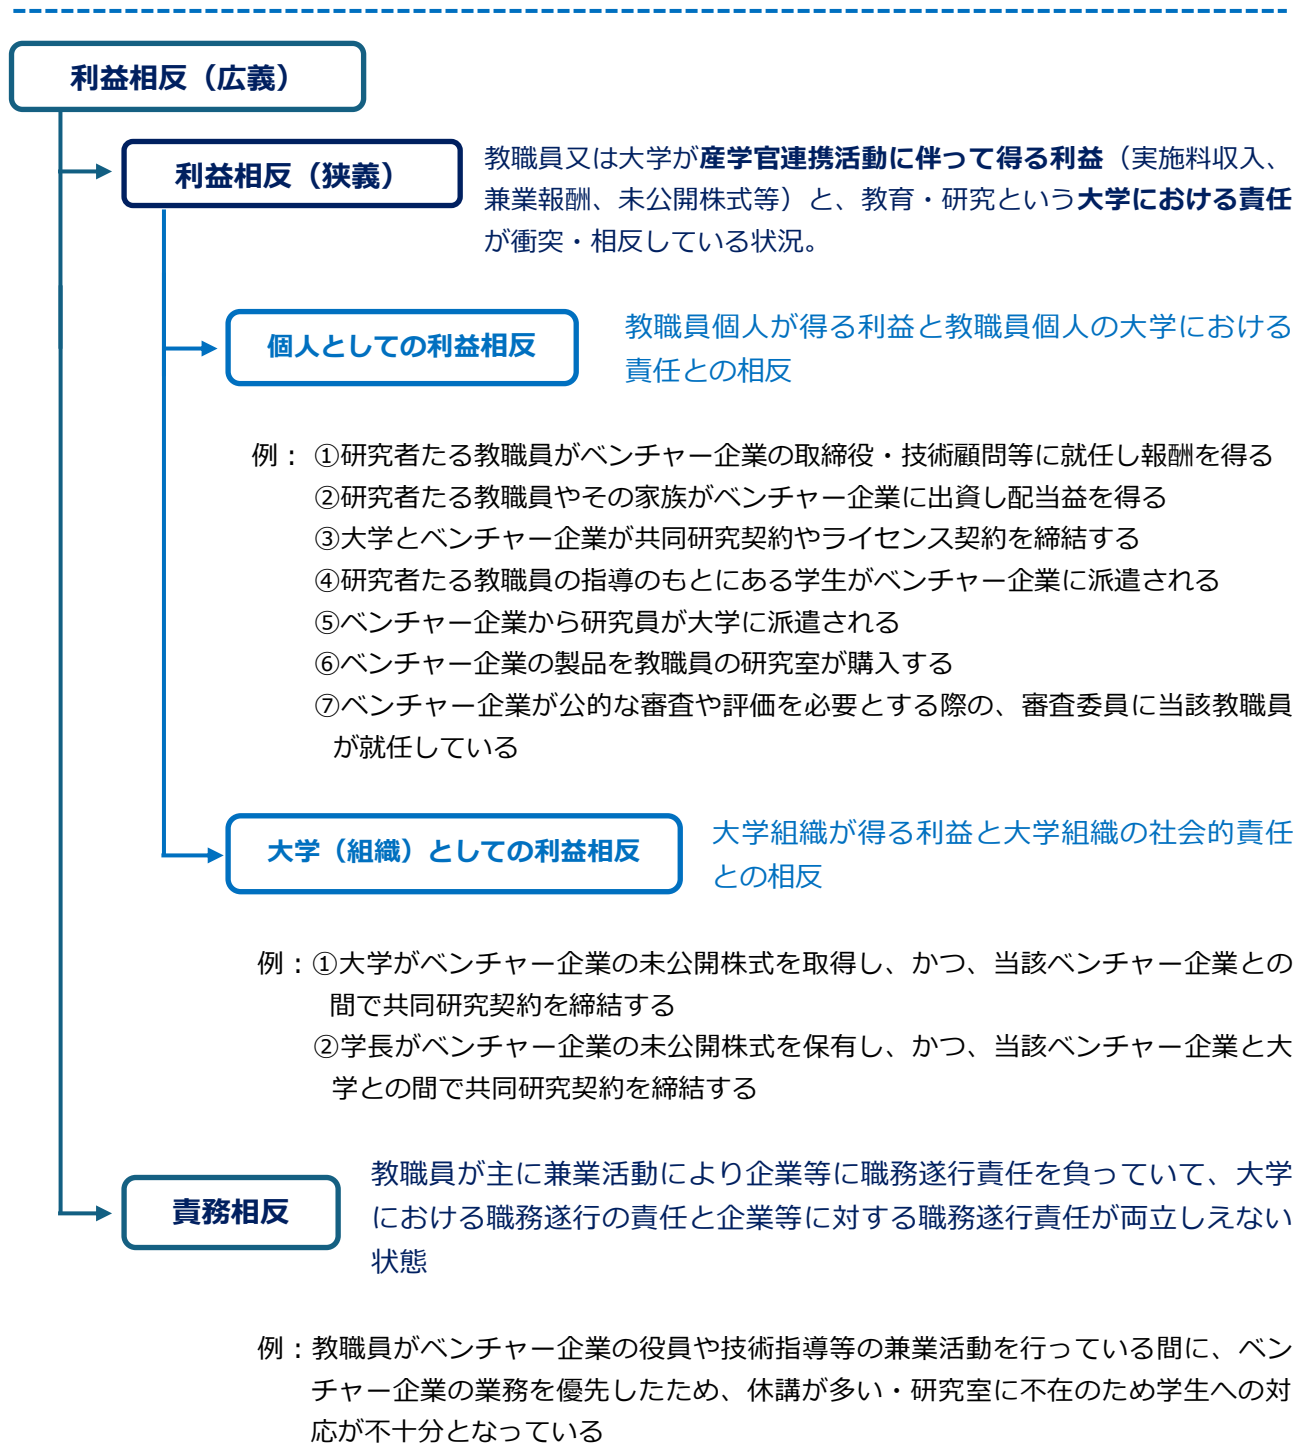 利益相反（広義）
利益相反（狭義）
教職員又は大学が産学官連携活動に伴って得る利益（実施料収入、
兼業報酬、未公開株式等）と、教育・研究という大学における責任
が衝突・相反している状況。
個人としての利益相反
教職員個人が得る利益と教職員個人の大学における
責任との相反
例： ①研究者たる教職員がベンチャー企業の取締役・技術顧問等に就任し報酬を得る
②研究者たる教職員やその家族がベンチャー企業に出資し配当益を得る
③大学とベンチャー企業が共同研究契約やライセンス契約を締結する
④研究者たる教職員の指導のもとにある学生がベンチャー企業に派遣される
⑤ベンチャー企業から研究員が大学に派遣される
⑥ベンチャー企業の製品を教職員の研究室が購入する
⑦ベンチャー企業が公的な審査や評価を必要とする際の、審査委員に当該教職員
が就任している
大学（組織）としての利益相反
大学組織が得る利益と大学組織の社会的責任
との相反
例：①大学がベンチャー企業の未公開株式を取得し、かつ、当該ベンチャー企業との
間で共同研究契約を締結する
②学長がベンチャー企業の未公開株式を保有し、かつ、当該ベンチャー企業と大
学との間で共同研究契約を締結する
責務相反
教職員が主に兼業活動により企業等に職務遂行責任を負っていて、大学
における職務遂行の責任と企業等に対する職務遂行責任が両立しえない
状態
例：教職員がベンチャー企業の役員や技術指導等の兼業活動を行っている間に、ベン
チャー企業の業務を優先したため、休講が多い・研究室に不在のため学生への対
応が不十分となっている